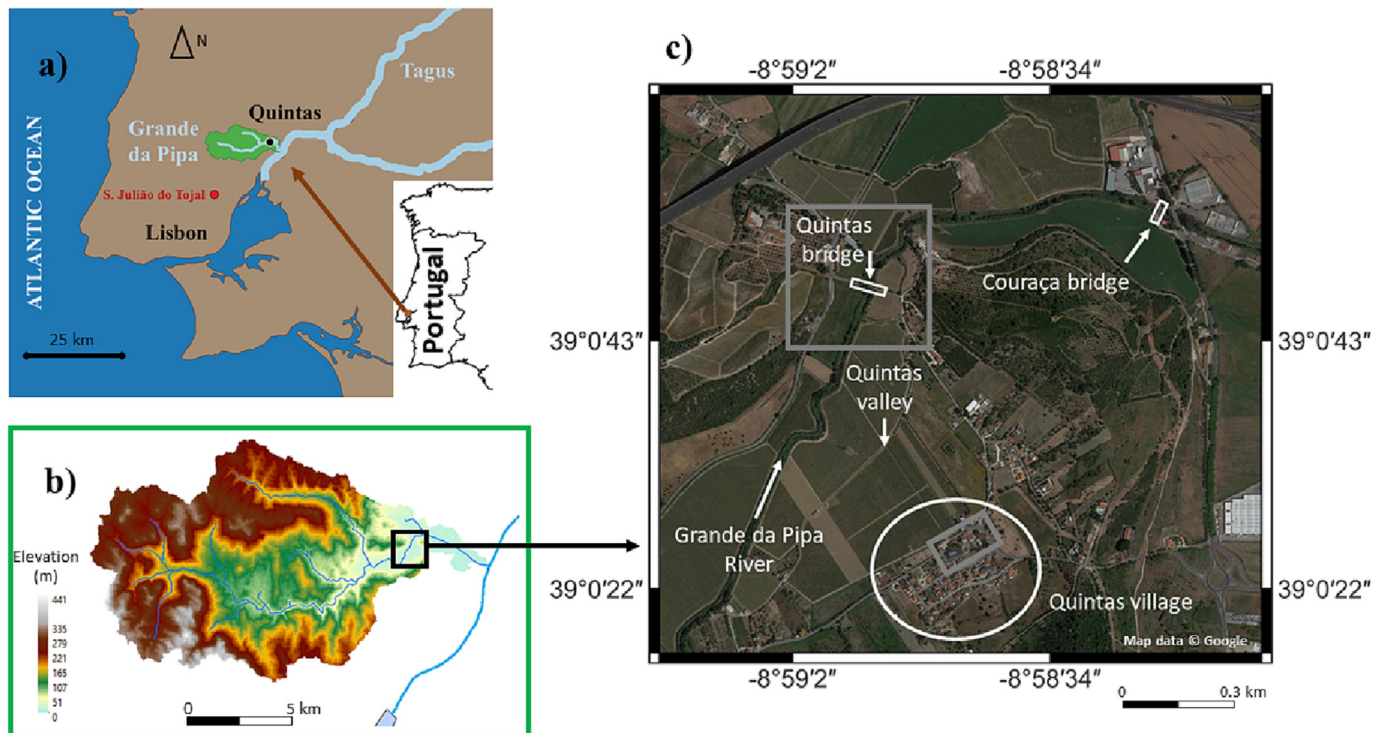 a)
N
Tagus
Quintas
Grande
da Pipa
S. Julião do Tojal
Lisbon
ATLANTIC OCEAN
25 km
Portugal
b)
Elevation
(m)
441
335
279
221
165
107
51
0
0 5 km
c)
-8°59′2″ -8°58′34″
Quintas
bridge
Couraça bridge
39°0′43″ 39°0′43″
Quintas
valley
Grande da Pipa
River
39°0′22″ 39°0′22″
Quintas village
Map data © Google
-8°59′2″ -8°58′34″
0 0.3 km